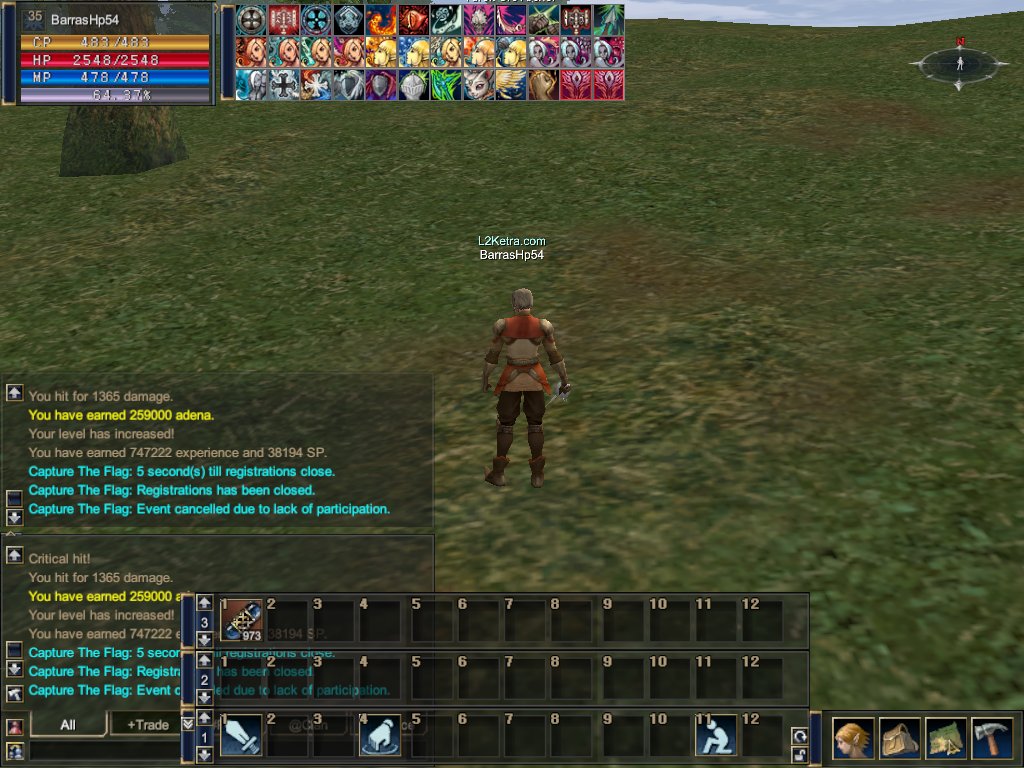 35 BarrasHp54
CP 483/483
HP 2548/2548
MP 478/478
64.37%
N
L2Ketra.com
BarrasHp54
You hit for 1365 damage.
You have earned 259000 adena.
Your level has increased!
You have earned 747222 experience and 38194 SP.
Capture The Flag: 5 second(s) till registrations close.
Capture The Flag: Registrations has been closed.
Capture The Flag: Event cancelled due to lack of participation.
Critical hit!
You hit for 1365 damage.
You have earned 259000 a
Your level has increased!
You have earned 747222 e 38194 SP.
Capture The Flag: 5 secon till registrations close.
Capture The Flag: Registra has been closed.
Capture The Flag: Event c led due to lack of participation.
3 1 2 3 4 5 6 7 8 9 10 11 12
973
2 1 2 3 4 5 6 7 8 9 10 11 12
1 1 2 3 4 5 6 7 8 9 10 11 12
All +Trade @Clan